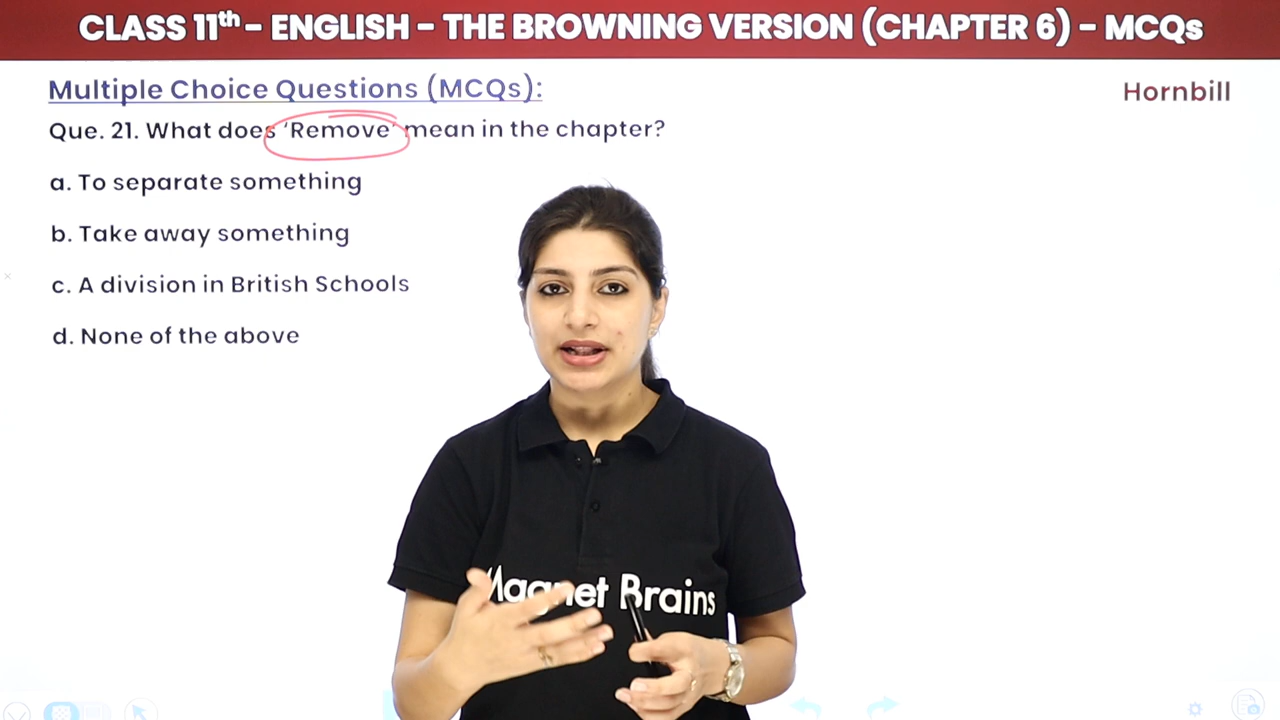 CLASS 11th - ENGLISH - THE BROWNING VERSION (CHAPTER 6) - MCQs
Multiple Choice Questions (MCQs):
Hornbill
Que. 21. What does ‘Remove’ mean in the chapter?
a. To separate something
b. Take away something
c. A division in British Schools
d. None of the above
Magnet Brains